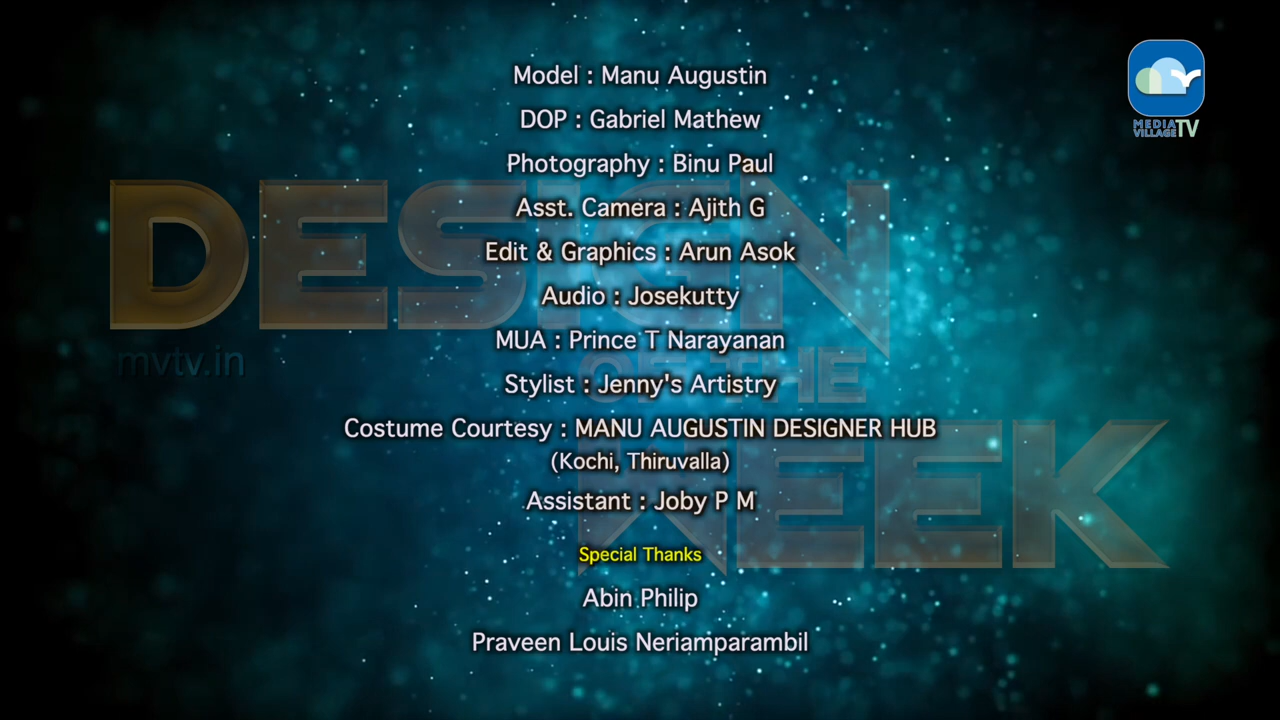 Model : Manu Augustin
DOP : Gabriel Mathew
Photography : Binu Paul
Asst. Camera : Ajith G
Edit & Graphics : Arun Asok
Audio : Josekutty
MUA : Prince T Narayanan
Stylist : Jenny's Artistry
Costume Courtesy : MANU AUGUSTIN DESIGNER HUB
(Kochi, Thiruvalla)
Assistant : Joby P M
Special Thanks
Abin Philip
Praveen Louis Neriamparambil
DESIGN
OF THE
WEEK
mvtv.in
MEDIA
VILLAGE TV